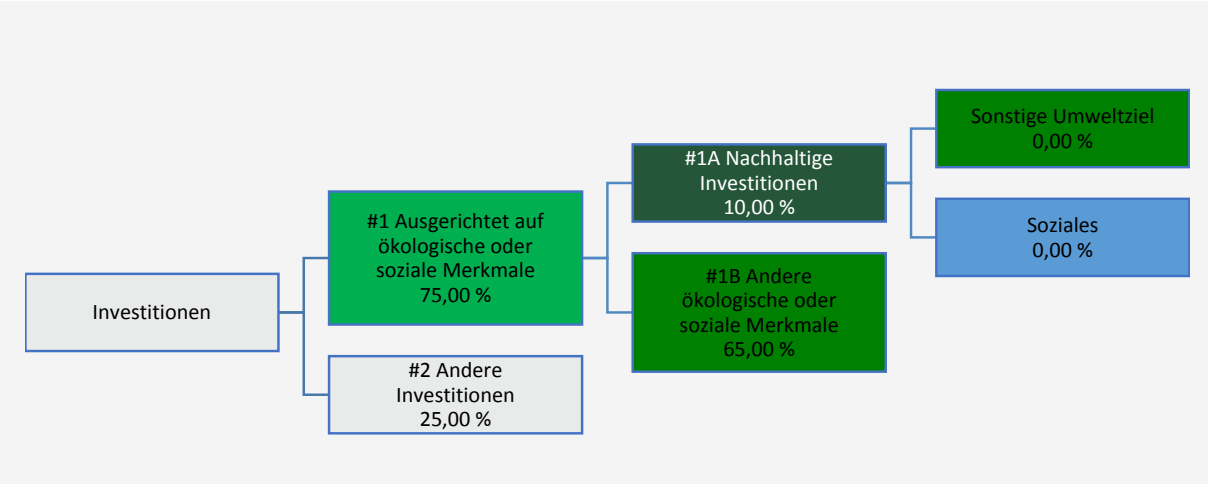 Investitionen
#1 Ausgerichtet auf
ökologische oder
soziale Merkmale
75,00 %
#2 Andere
Investitionen
25,00 %
#1A Nachhaltige
Investitionen
10,00 %
#1B Andere
ökologische oder
soziale Merkmale
65,00 %
Sonstige Umweltziel
0,00 %
Soziales
0,00 %